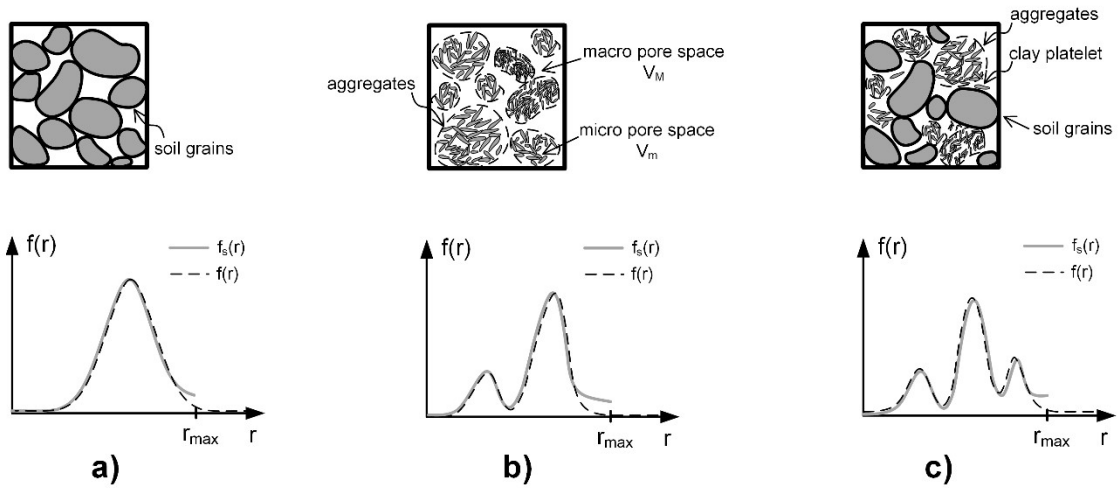 soil grains
a)
aggregates
macro pore space
V_M
micro pore space
V_m
b)
aggregates
clay platelet
soil grains
c)
f(r)
f_s(r)
f(r)
r_max
r
f(r)
f_s(r)
f(r)
r_max
r
f(r)
f_s(r)
f(r)
r_max
r